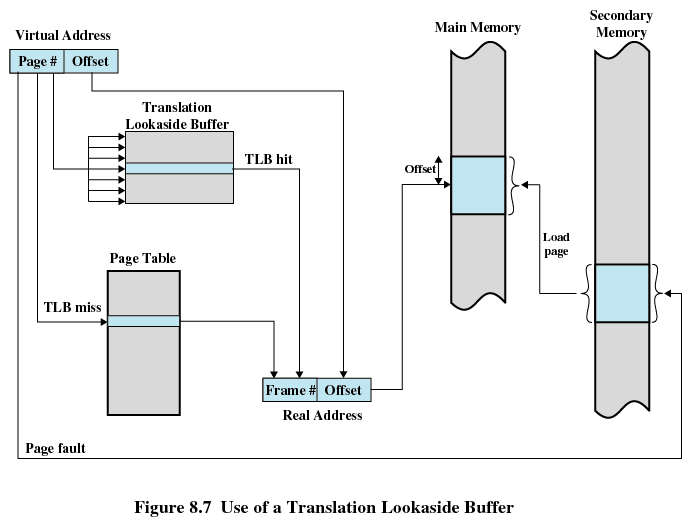 Virtual Address
Page #
Offset
Main Memory
Secondary
Memory
Translation
Lookaside Buffer
TLB hit
Offset
Load
page
Page Table
TLB miss
Frame #
Offset
Real Address
Page fault
Figure 8.7 Use of a Translation Lookaside Buffer